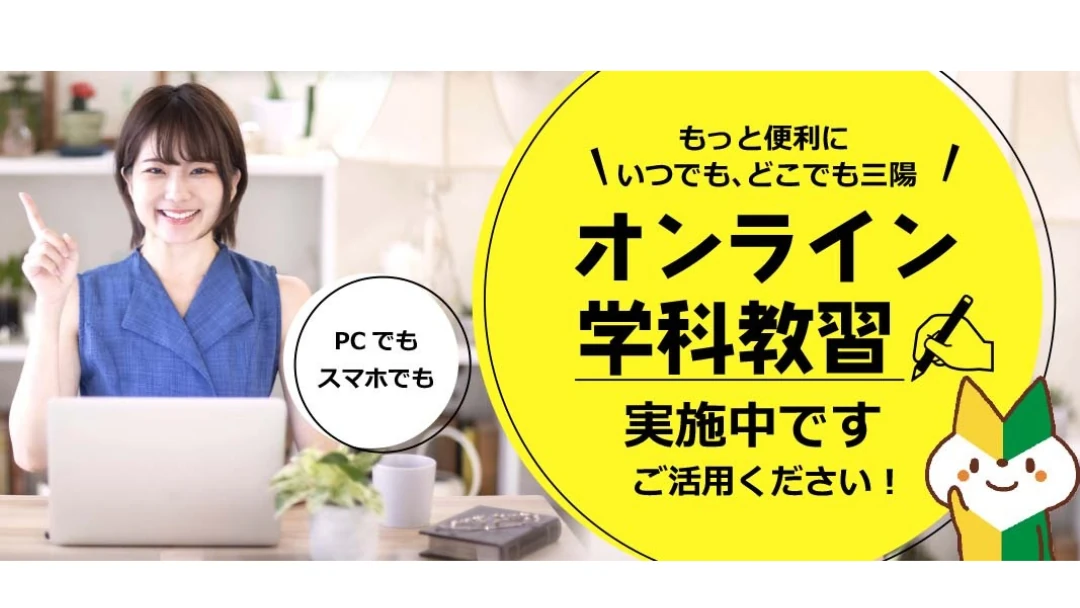 もっと便利に
いつでも、どこでも三陽
オンライン
学科教習
実施中です
ご活用ください！
PCでも
スマホでも